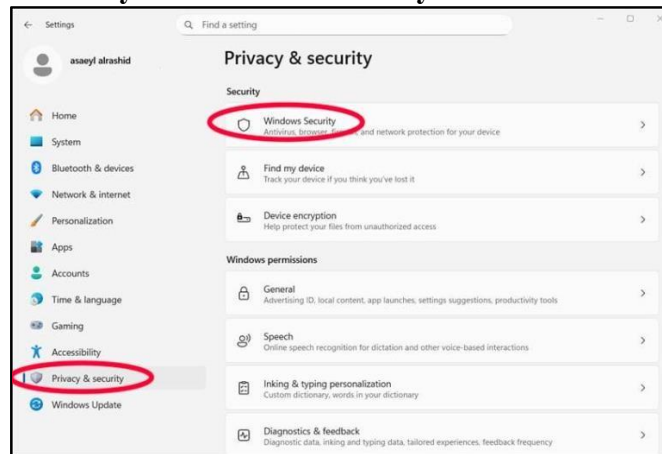 Settings
Find a setting
asaeyl alrashid
Home
System
Bluetooth & devices
Network & internet
Personalization
Apps
Accounts
Time & language
Gaming
Accessibility
Privacy & security
Windows Update
Privacy & security
Security
Windows Security
Antivirus, browser, and network protection for your device
Find my device
Track your device if you think you've lost it
Device encryption
Help protect your files from unauthorized access
Windows permissions
General
Advertising ID, local content, app launches, settings suggestions, productivity tools
Speech
Online speech recognition for dictation and other voice-based interactions
Inking & typing personalization
Custom dictionary, words in your dictionary
Diagnostics & feedback
Diagnostic data, inking and typing data, tailored experiences, feedback frequency